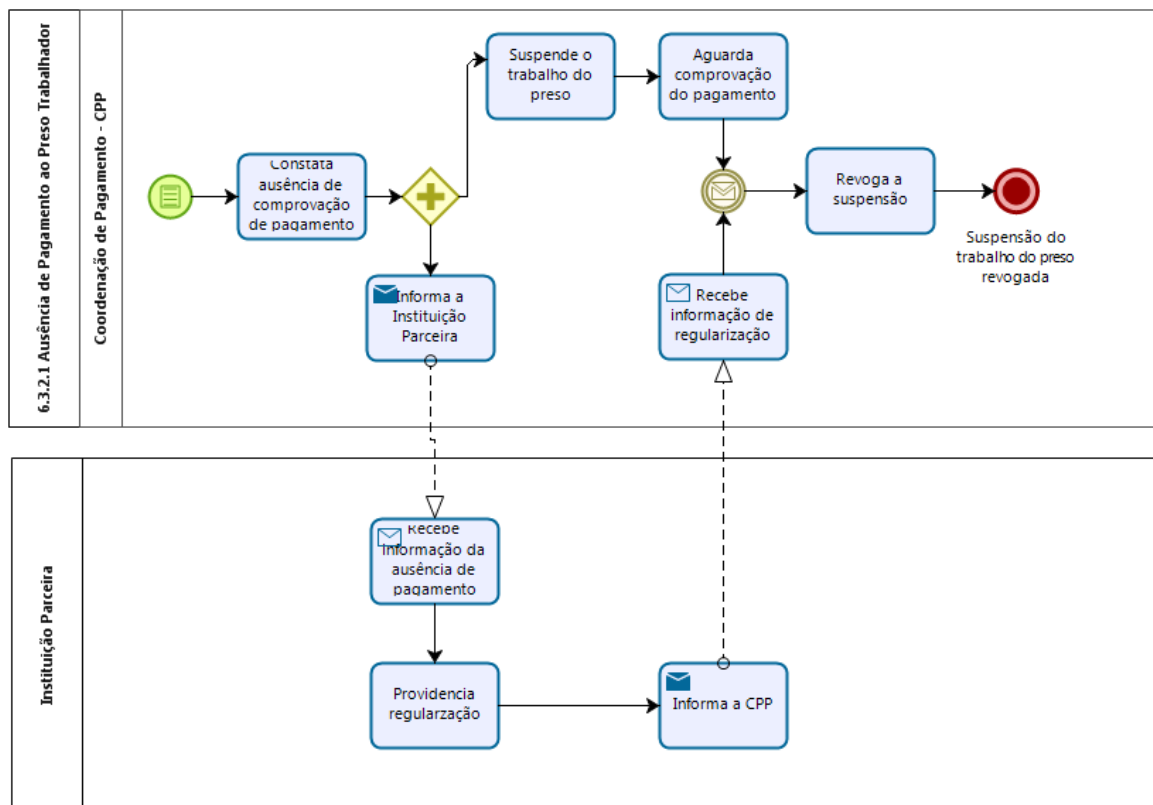 6.3.2.1 Ausência de Pagamento ao Preso Trabalhador
Coordenação de Pagamento - CPP
Constata
ausência de
comprovação
de pagamento
Suspende o
trabalho do
preso
Aguarda
comprovação
do pagamento
Revoga a
suspensão
Suspensão do
trabalho do preso
revogada
Informa a
Instituição
Parceira
Recebe
informação de
regularização
Instituição Parceira
Recebe
informação da
ausência de
pagamento
Providencia
regularzação
Informa a CPP